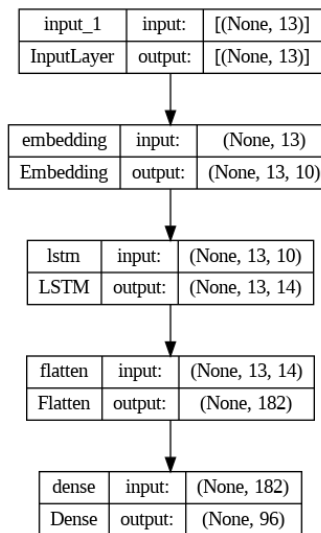 input_1 input: [(None, 13)]
InputLayer output: [(None, 13)]
embedding input: (None, 13)
Embedding output: (None, 13, 10)
lstm input: (None, 13, 10)
LSTM output: (None, 13, 14)
flatten input: (None, 13, 14)
Flatten output: (None, 182)
dense input: (None, 182)
Dense output: (None, 96)